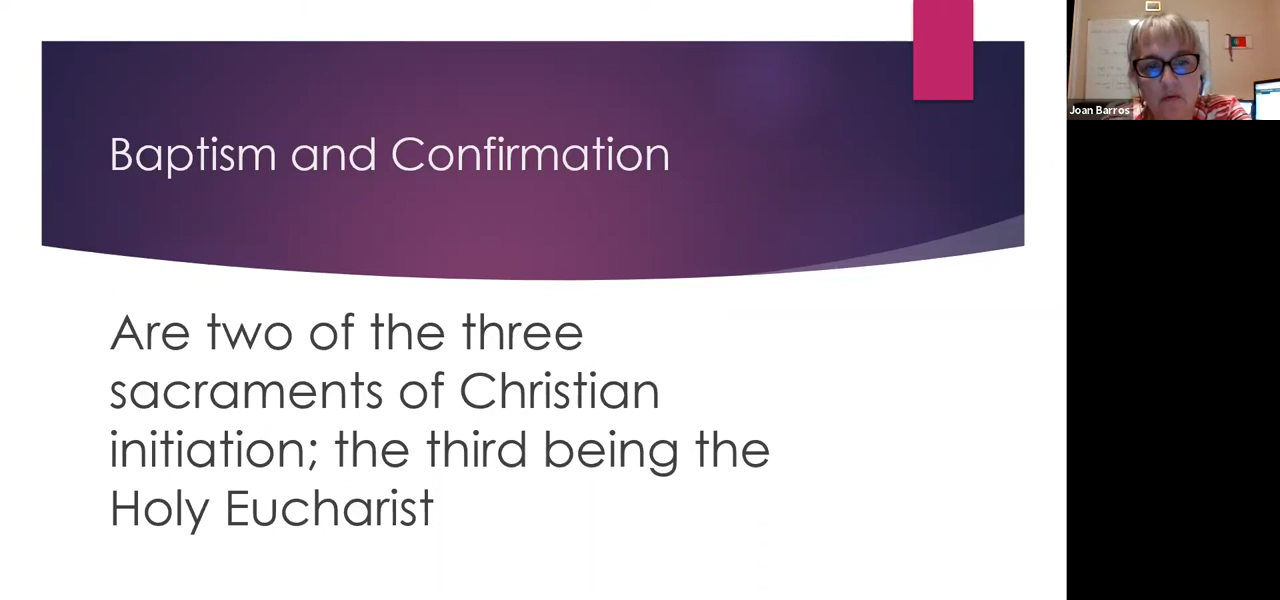 Baptism and Confirmation
Are two of the three
sacraments of Christian
initiation; the third being the
Holy Eucharist
Joan Barros